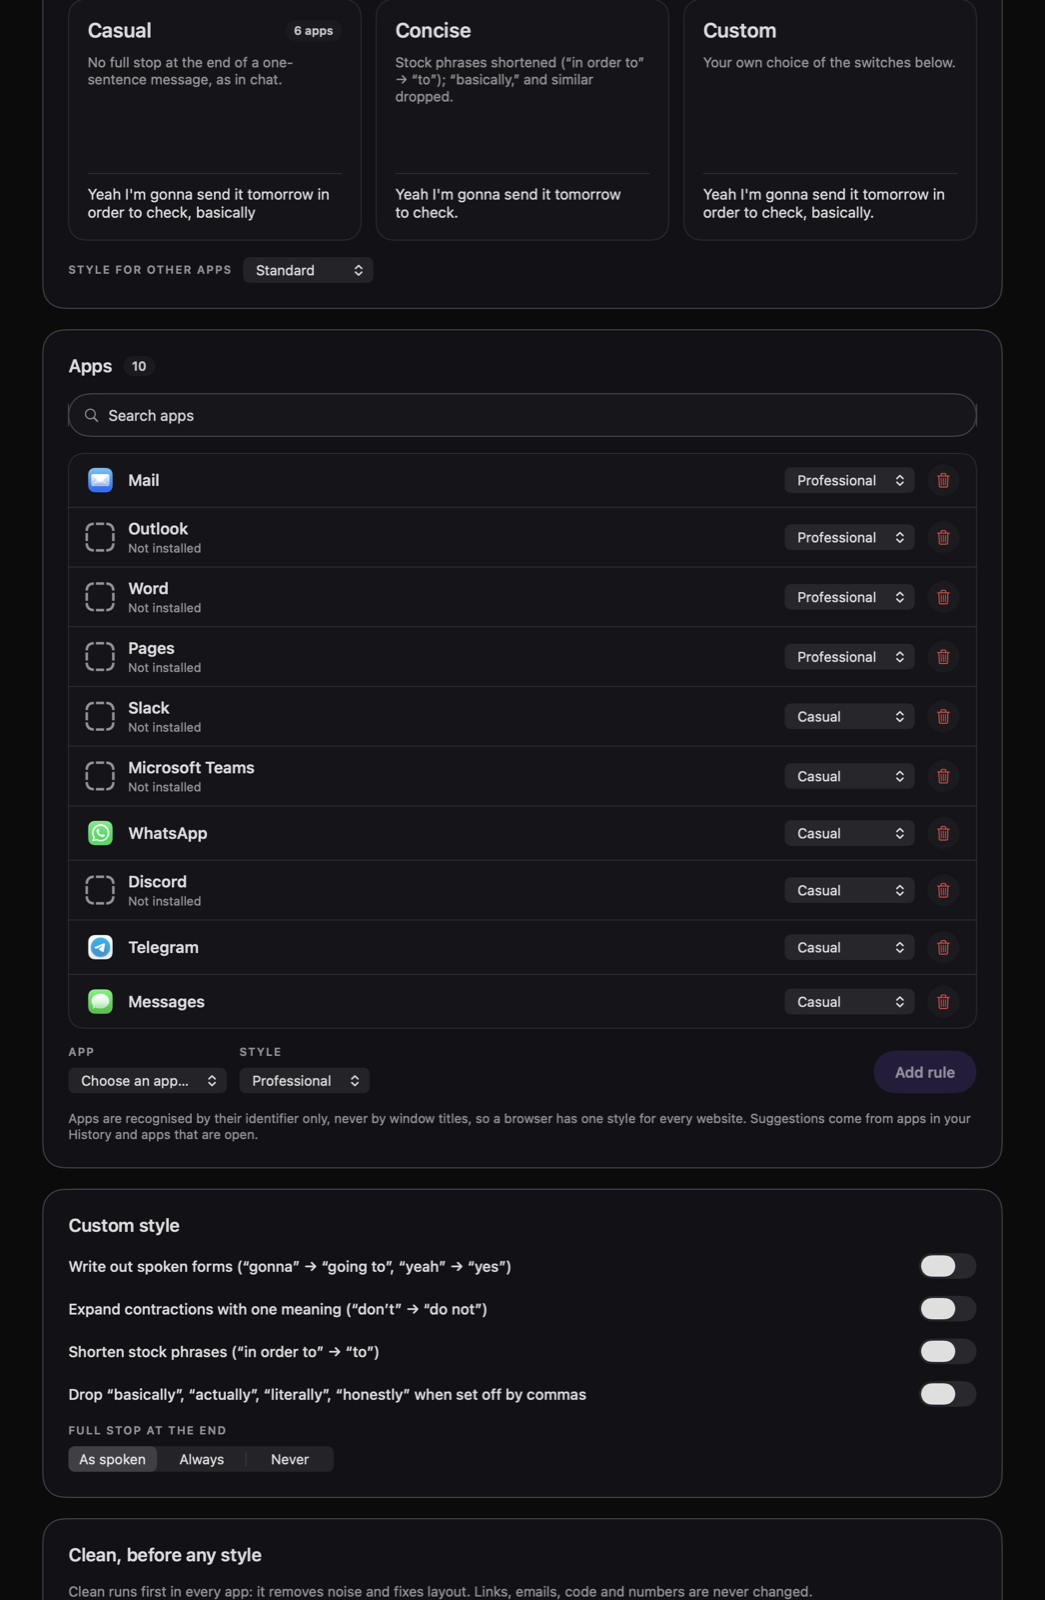 Casual
6 apps
No full stop at the end of a one-
sentence message, as in chat.
Yeah I'm gonna send it tomorrow in
order to check, basically
Concise
Stock phrases shortened (“in order to”
→ “to”); “basically,” and similar
dropped.
Yeah I'm gonna send it tomorrow
to check.
Custom
Your own choice of the switches below.
Yeah I'm gonna send it tomorrow in
order to check, basically.
STYLE FOR OTHER APPS Standard
Apps 10
Search apps
Mail Professional
Outlook Professional
Not installed
Word Professional
Not installed
Pages Professional
Not installed
Slack Casual
Not installed
Microsoft Teams Casual
Not installed
WhatsApp Casual
Discord Casual
Not installed
Telegram Casual
Messages Casual
APP STYLE
Choose an app... Professional Add rule
Apps are recognised by their identifier only, never by window titles, so a browser has one style for every website. Suggestions come from apps in your
History and apps that are open.
Custom style
Write out spoken forms (“gonna” → “going to”, “yeah” → “yes”)
Expand contractions with one meaning (“don’t” → “do not”)
Shorten stock phrases (“in order to” → “to”)
Drop “basically”, “actually”, “literally”, “honestly” when set off by commas
FULL STOP AT THE END
As spoken Always Never
Clean, before any style
Clean runs first in every app: it removes noise and fixes layout. Links, emails, code and numbers are never changed.